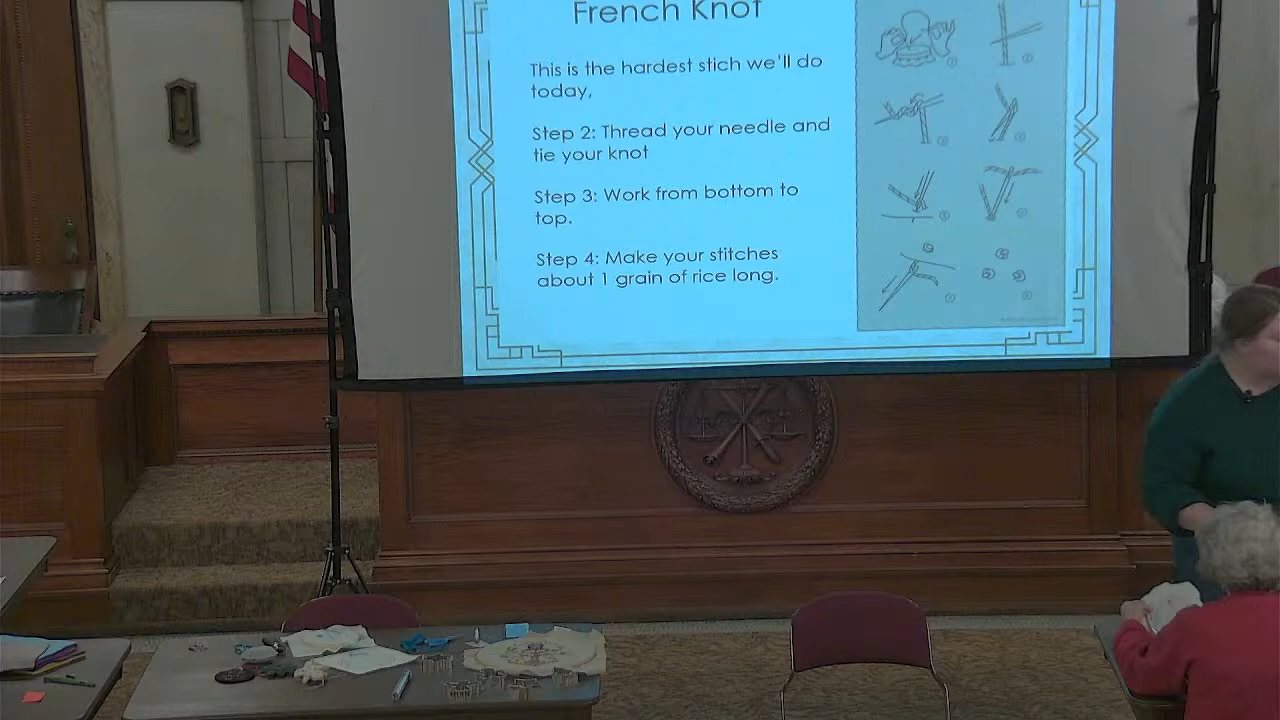 French Knot
This is the hardest stich we'll do
today,
Step 2: Thread your needle and
tie your knot
Step 3: Work from bottom to
top.
Step 4: Make your stitches
about 1 grain of rice long.